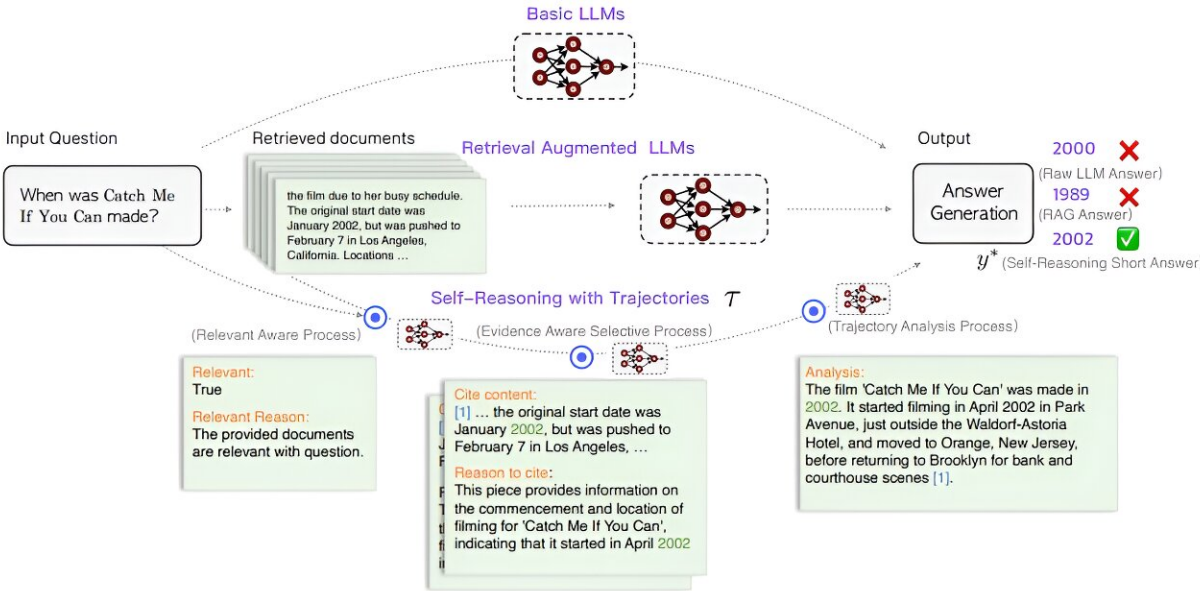 Basic LLMs
Input Question
Retrieved documents
Retrieval Augmented LLMs
Output
When was Catch Me
If You Can made?
the film due to her busy schedule.
The original start date was
January 2002, but was pushed to
February 7 in Los Angeles,
California. Locations ...
Answer
Generation
2000
(Raw LLM Answer)
1989
(RAG Answer)
2002
y* (Self-Reasoning Short Answer
Self-Reasoning with Trajectories τ
(Relevant Aware Process)
(Evidence Aware Selective Process)
(Trajectory Analysis Process)
Relevant:
True
Relevant Reason:
The provided documents
are relevant with question.
Cite content:
[1] ... the original start date was
January 2002, but was pushed to
February 7 in Los Angeles, ...
Reason to cite:
This piece provides information on
the commencement and location of
filming for 'Catch Me If You Can',
indicating that it started in April 2002
Analysis:
The film 'Catch Me If You Can' was made in
2002. It started filming in April 2002 in Park
Avenue, just outside the Waldorf-Astoria
Hotel, and moved to Orange, New Jersey,
before returning to Brooklyn for bank and
courthouse scenes [1].